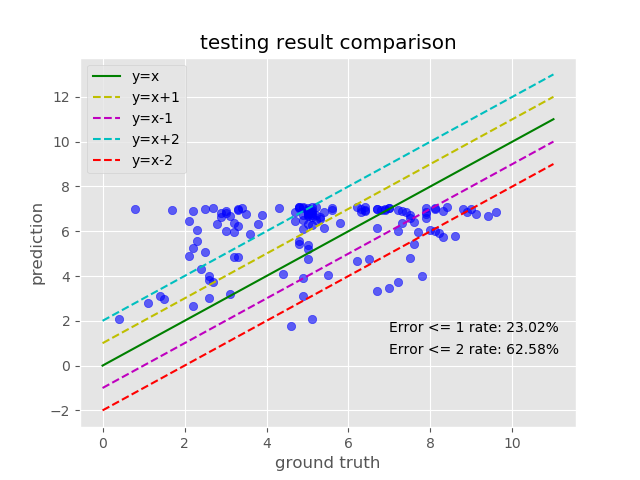 testing result comparison
y=x
y=x+1
y=x-1
y=x+2
y=x-2
12
10
8
6
4
2
0
−2
prediction
Error <= 1 rate: 23.02%
Error <= 2 rate: 62.58%
0 2 4 6 8 10
ground truth